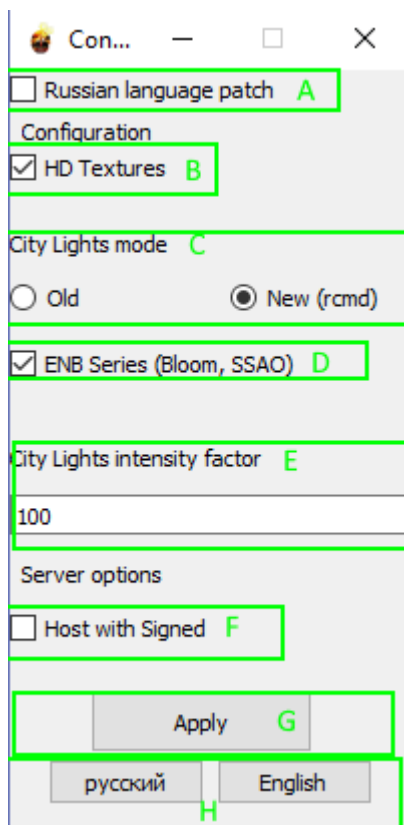 Con...
Russian language patch A
Configuration
HD Textures B
City Lights mode C
Old New (rcmd)
ENB Series (Bloom, SSAO) D
City Lights intensity factor E
100
Server options
Host with Signed F
Apply G
русский English
H